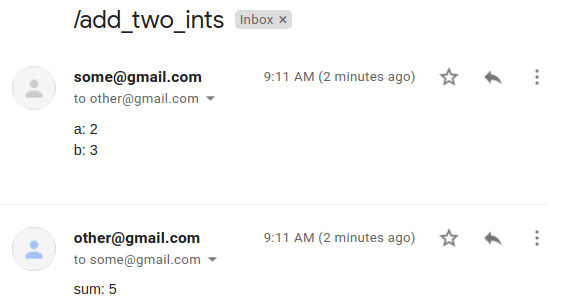 /add_two_ints Inbox ×
some@gmail.com 9:11 AM (2 minutes ago)
to other@gmail.com
a: 2
b: 3
other@gmail.com 9:11 AM (2 minutes ago)
to some@gmail.com
sum: 5